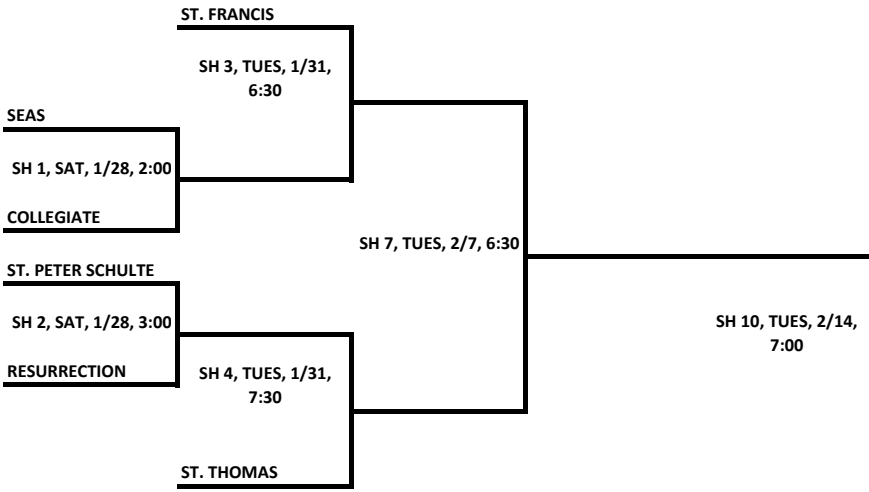 ST. FRANCIS
SH 3, TUES, 1/31,
6:30
SEAS
SH 1, SAT, 1/28, 2:00
COLLEGIATE
SH 7, TUES, 2/7, 6:30
ST. PETER SCHULTE
SH 2, SAT, 1/28, 3:00
SH 10, TUES, 2/14,
7:00
RESURRECTION
SH 4, TUES, 1/31,
7:30
ST. THOMAS